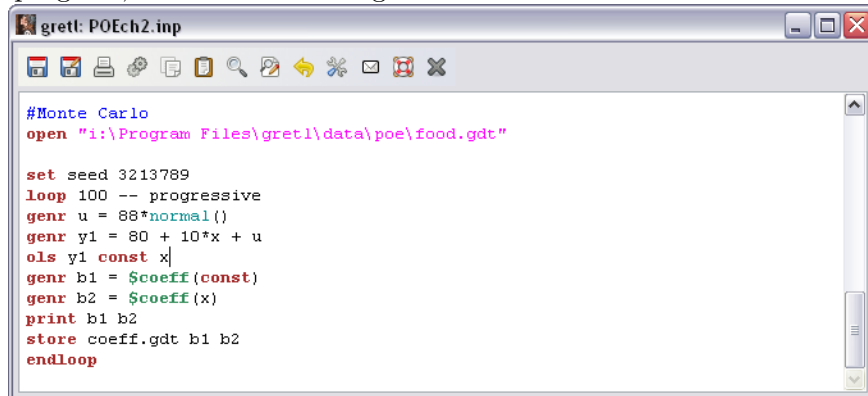 gretl: POEch2.inp
#Monte Carlo
open "i:\Program Files\gretl\data\poe\food.gdt"
set seed 3213789
loop 100 -- progressive
genr u = 88*normal()
genr y1 = 80 + 10*x + u
ols y1 const x
genr b1 = $coeff(const)
genr b2 = $coeff(x)
print b1 b2
store coeff.gdt b1 b2
endloop